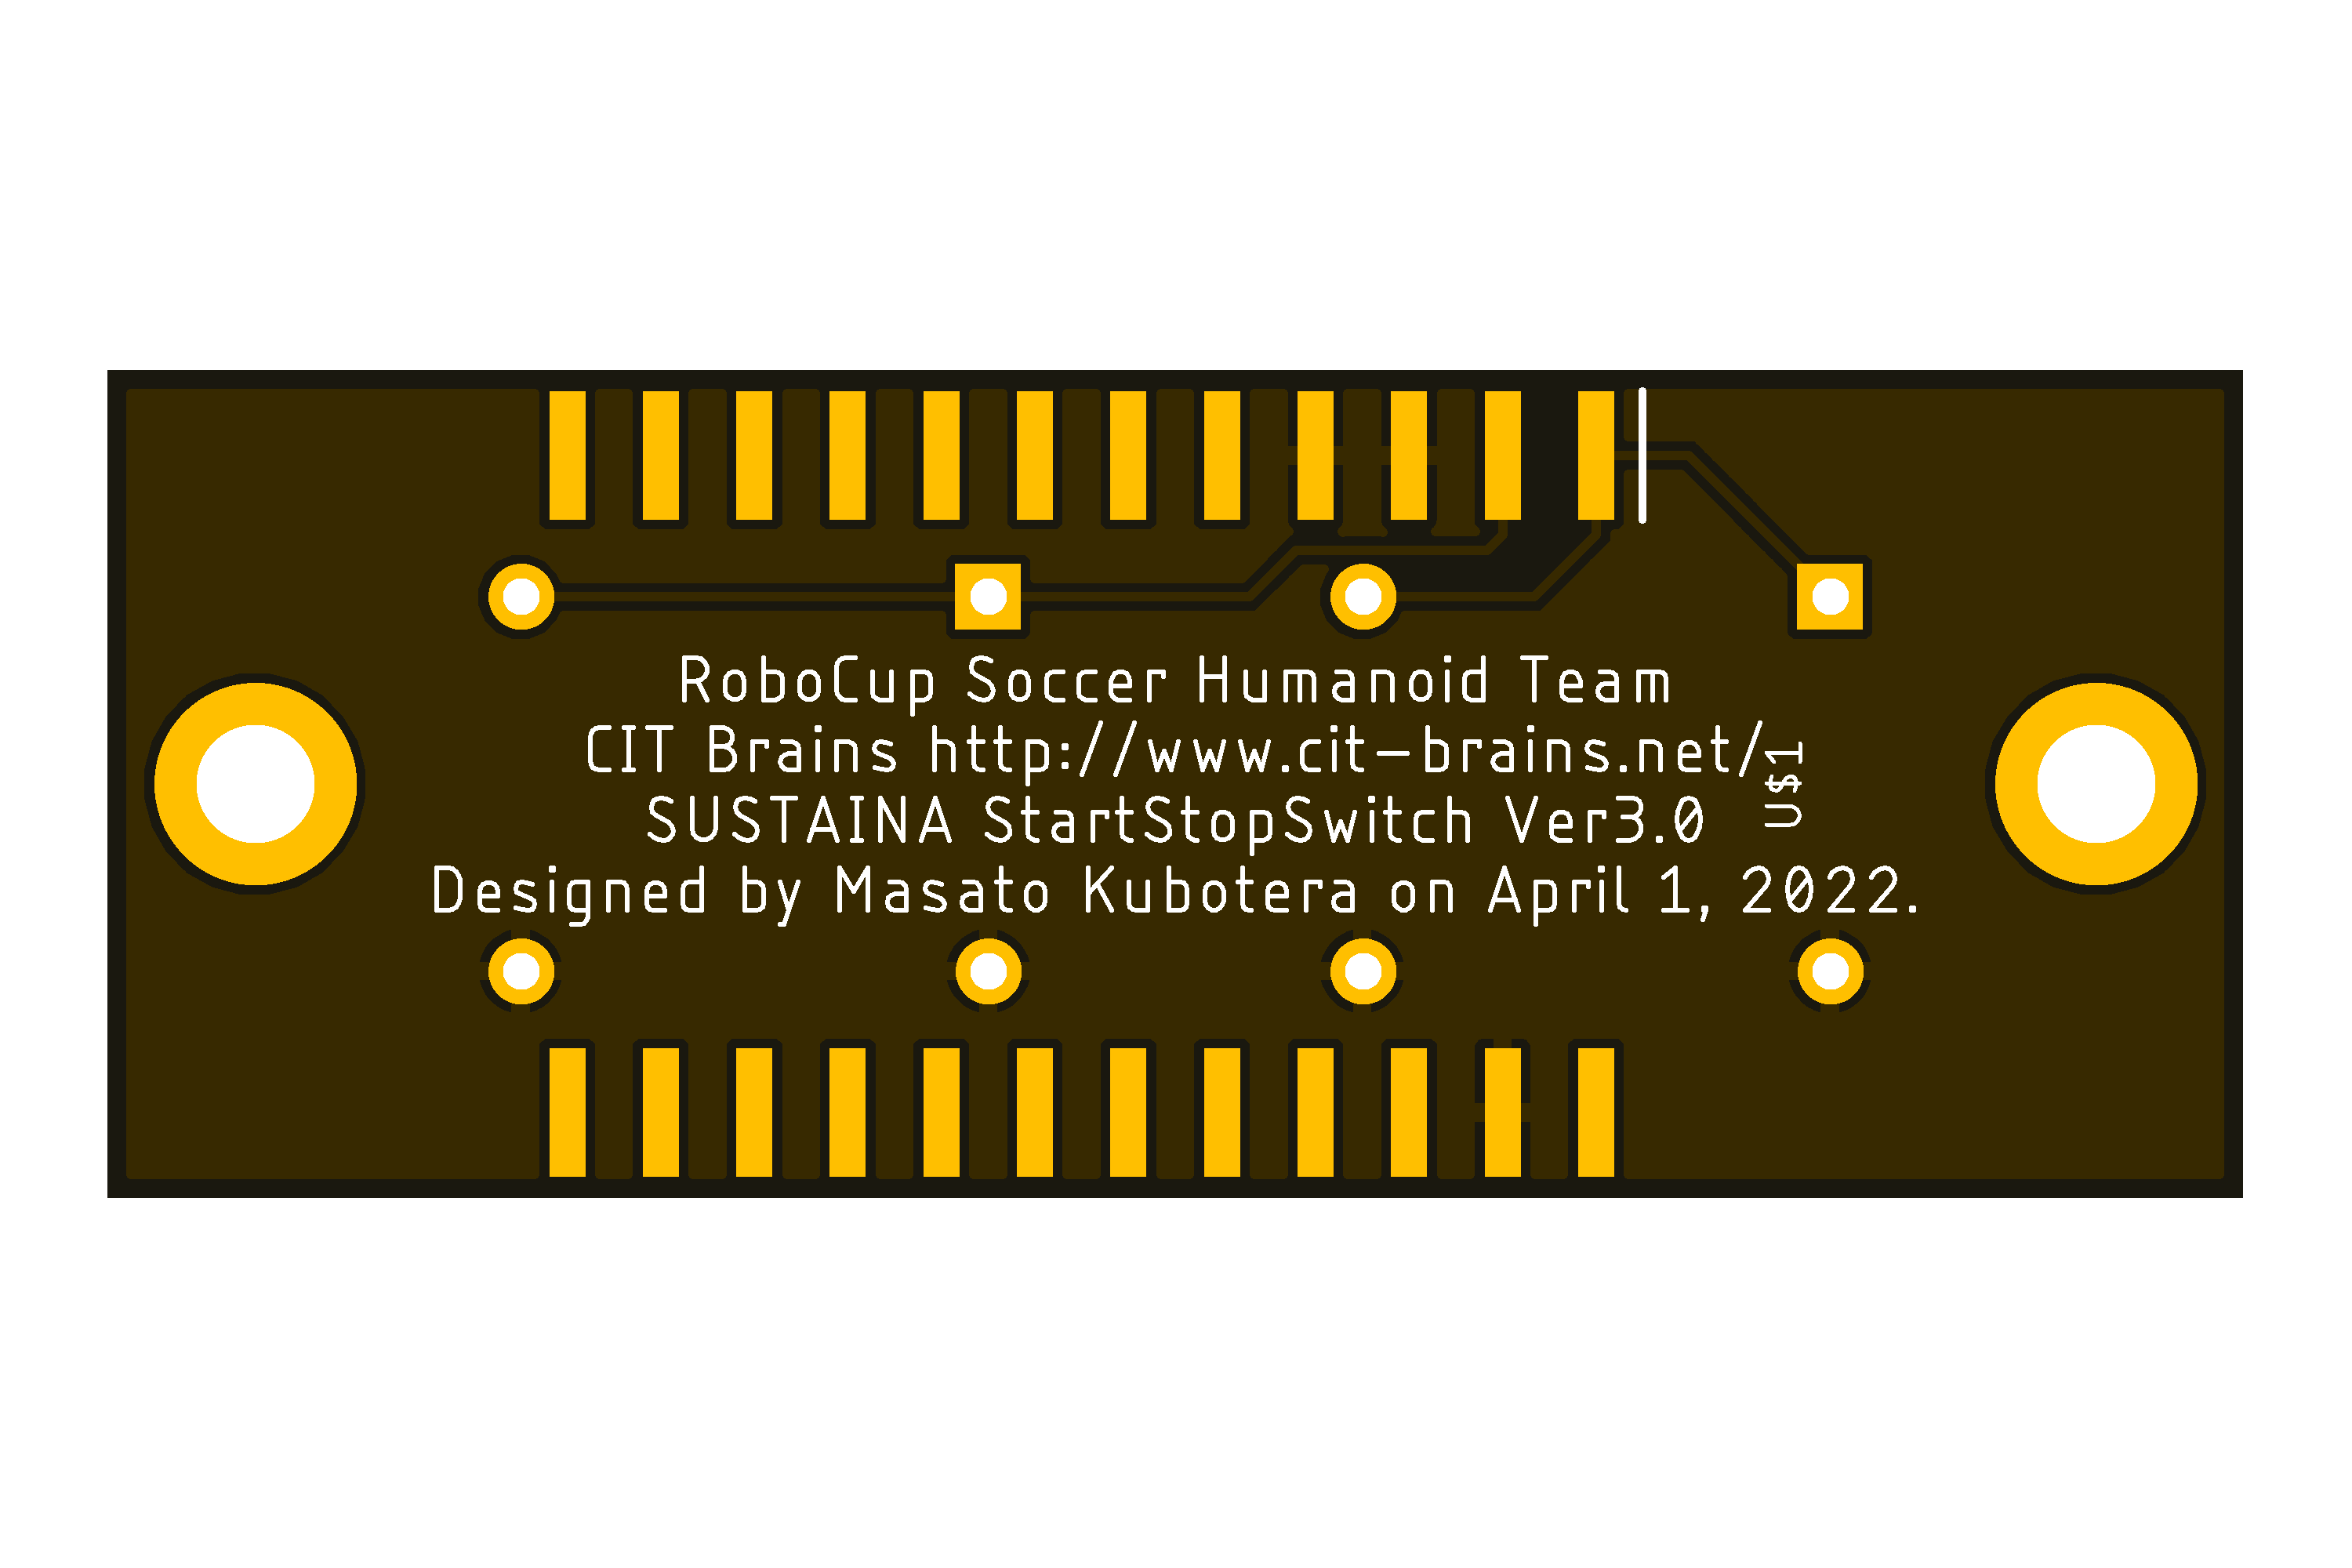 RoboCup Soccer Humanoid Team
CIT Brains http://www.cit-brains.net/
U$1
SUSTAINA StartStopSwitch Ver3.0
Designed by Masato Kubotera on April 1, 2022.